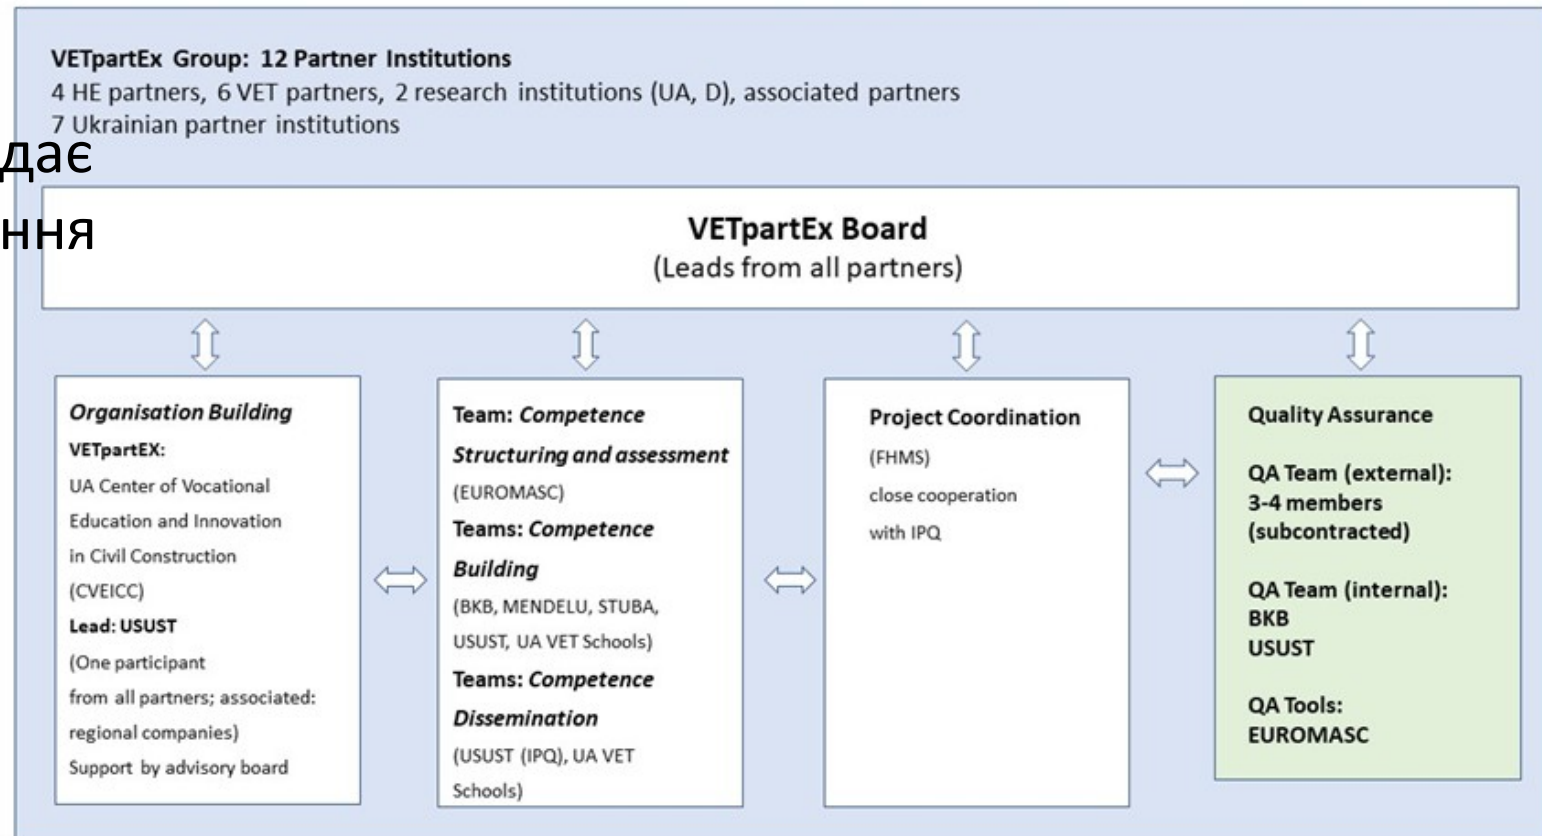 VETpartEx Group: 12 Partner Institutions
4 HE partners, 6 VET partners, 2 research institutions (UA, D), associated partners
7 Ukrainian partner institutions
VETpartEx Board
(Leads from all partners)
Organisation Building
VETpartEX:
UA Center of Vocational
Education and Innovation
in Civil Construction
(CVEICC)
Lead: USUST
(One participant
from all partners; associated:
regional companies)
Support by advisory board
Team: Competence
Structuring and assessment
(EUROMASC)
Teams: Competence
Building
(BKB, MENDELU, STUBA,
USUST, UA VET Schools)
Teams: Competence
Dissemination
(USUST (IPQ), UA VET
Schools)
Project Coordination
(FHMS)
close cooperation
with IPQ
Quality Assurance
QA Team (external):
3-4 members
(subcontracted)
QA Team (internal):
BKB
USUST
QA Tools:
EUROMASC